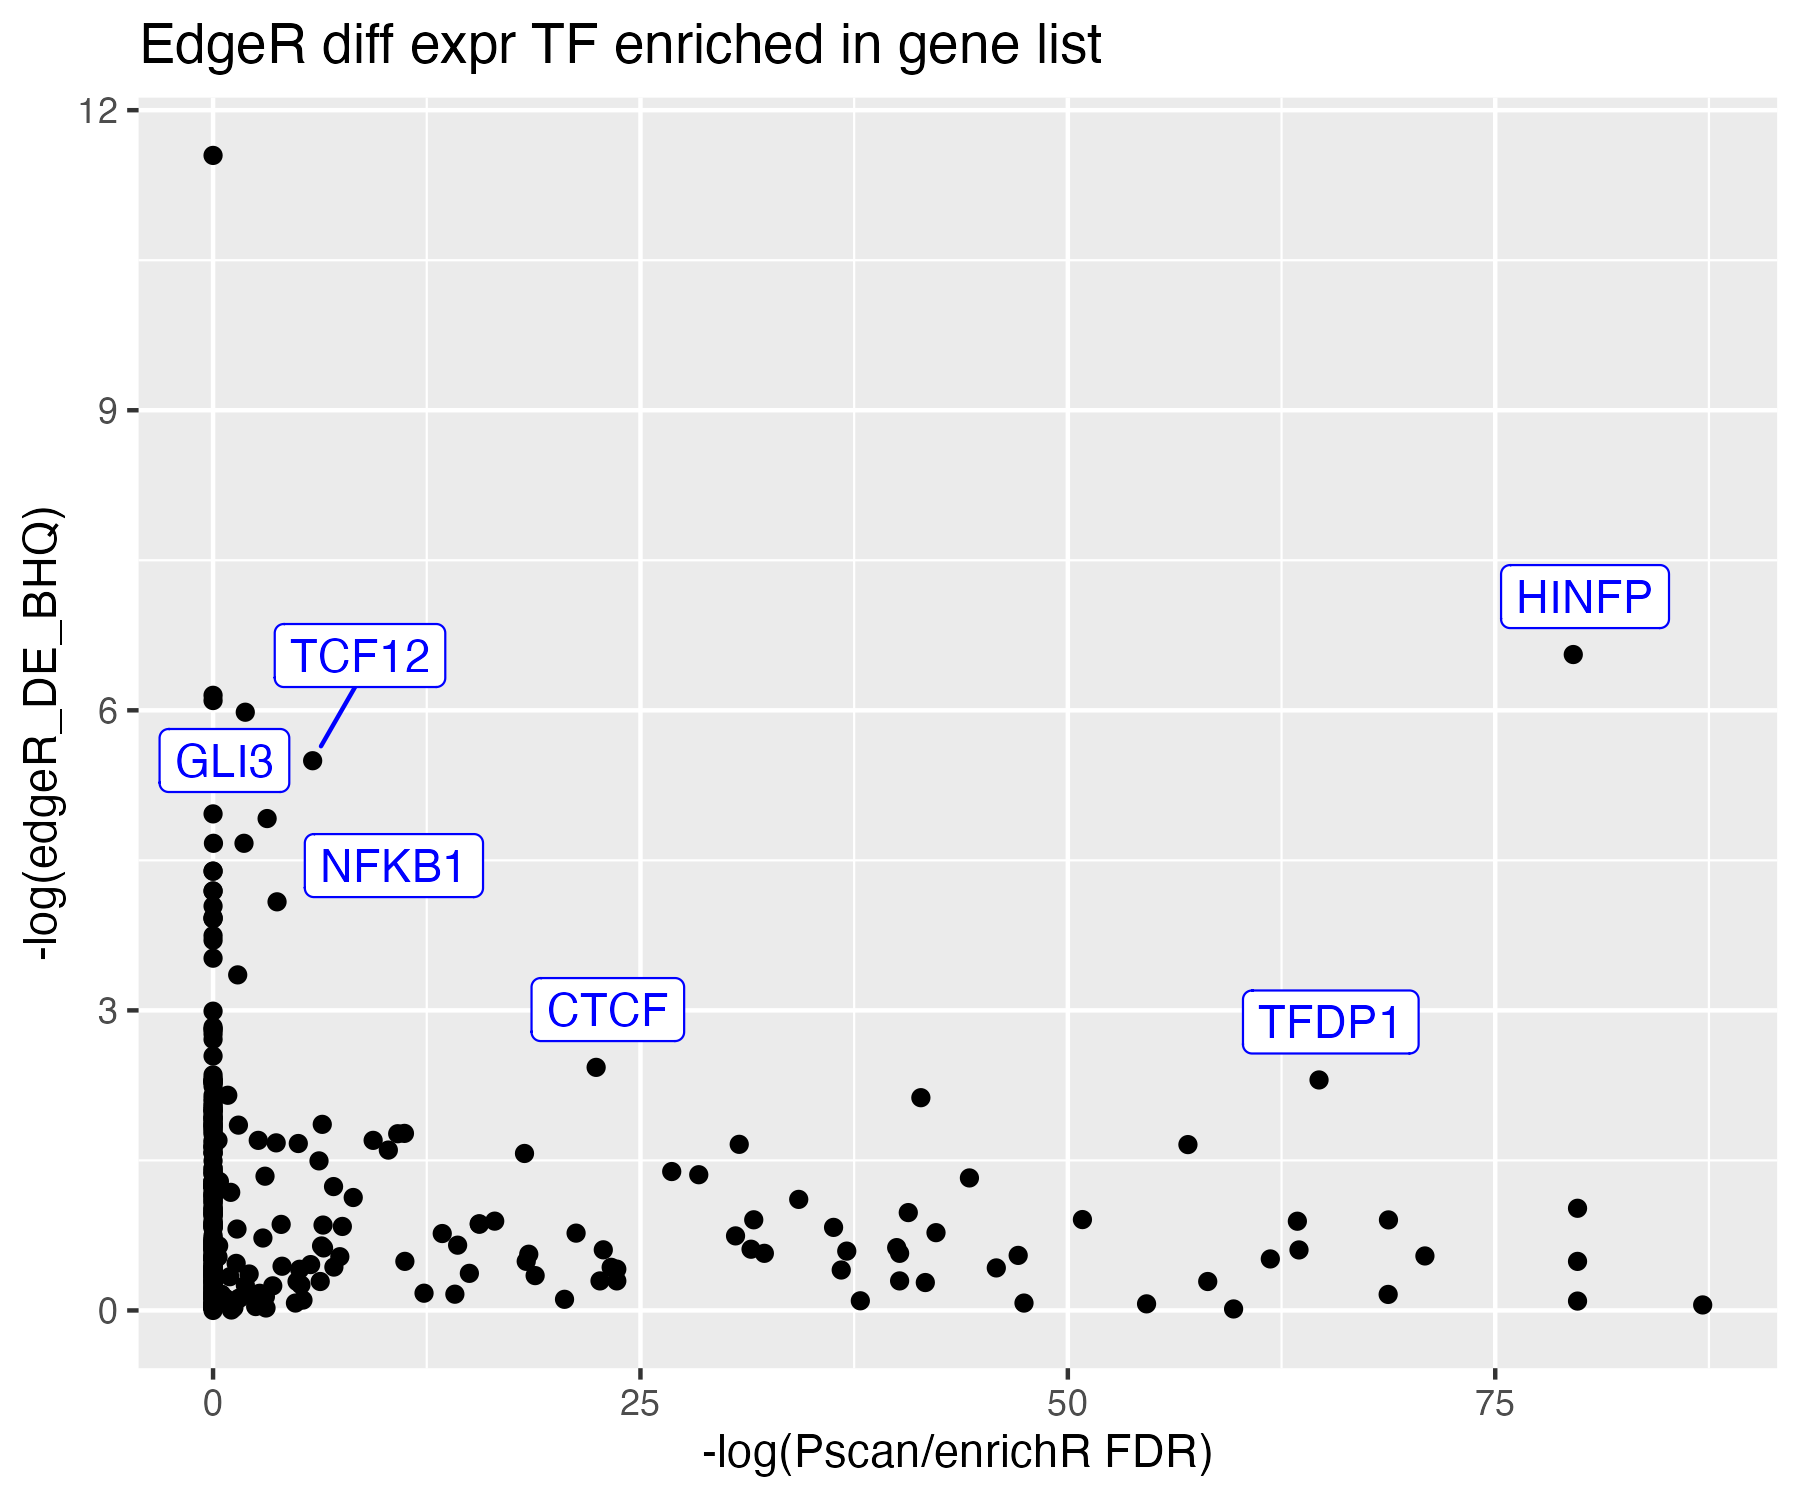 EdgeR diff expr TF enriched in gene list
12
9
6
3
0
-log(edgeR_DE_BHQ)
HINFP
TCF12
GLI3
NFKB1
CTCF
TFDP1
0
25
50
75
-log(Pscan/enrichR FDR)